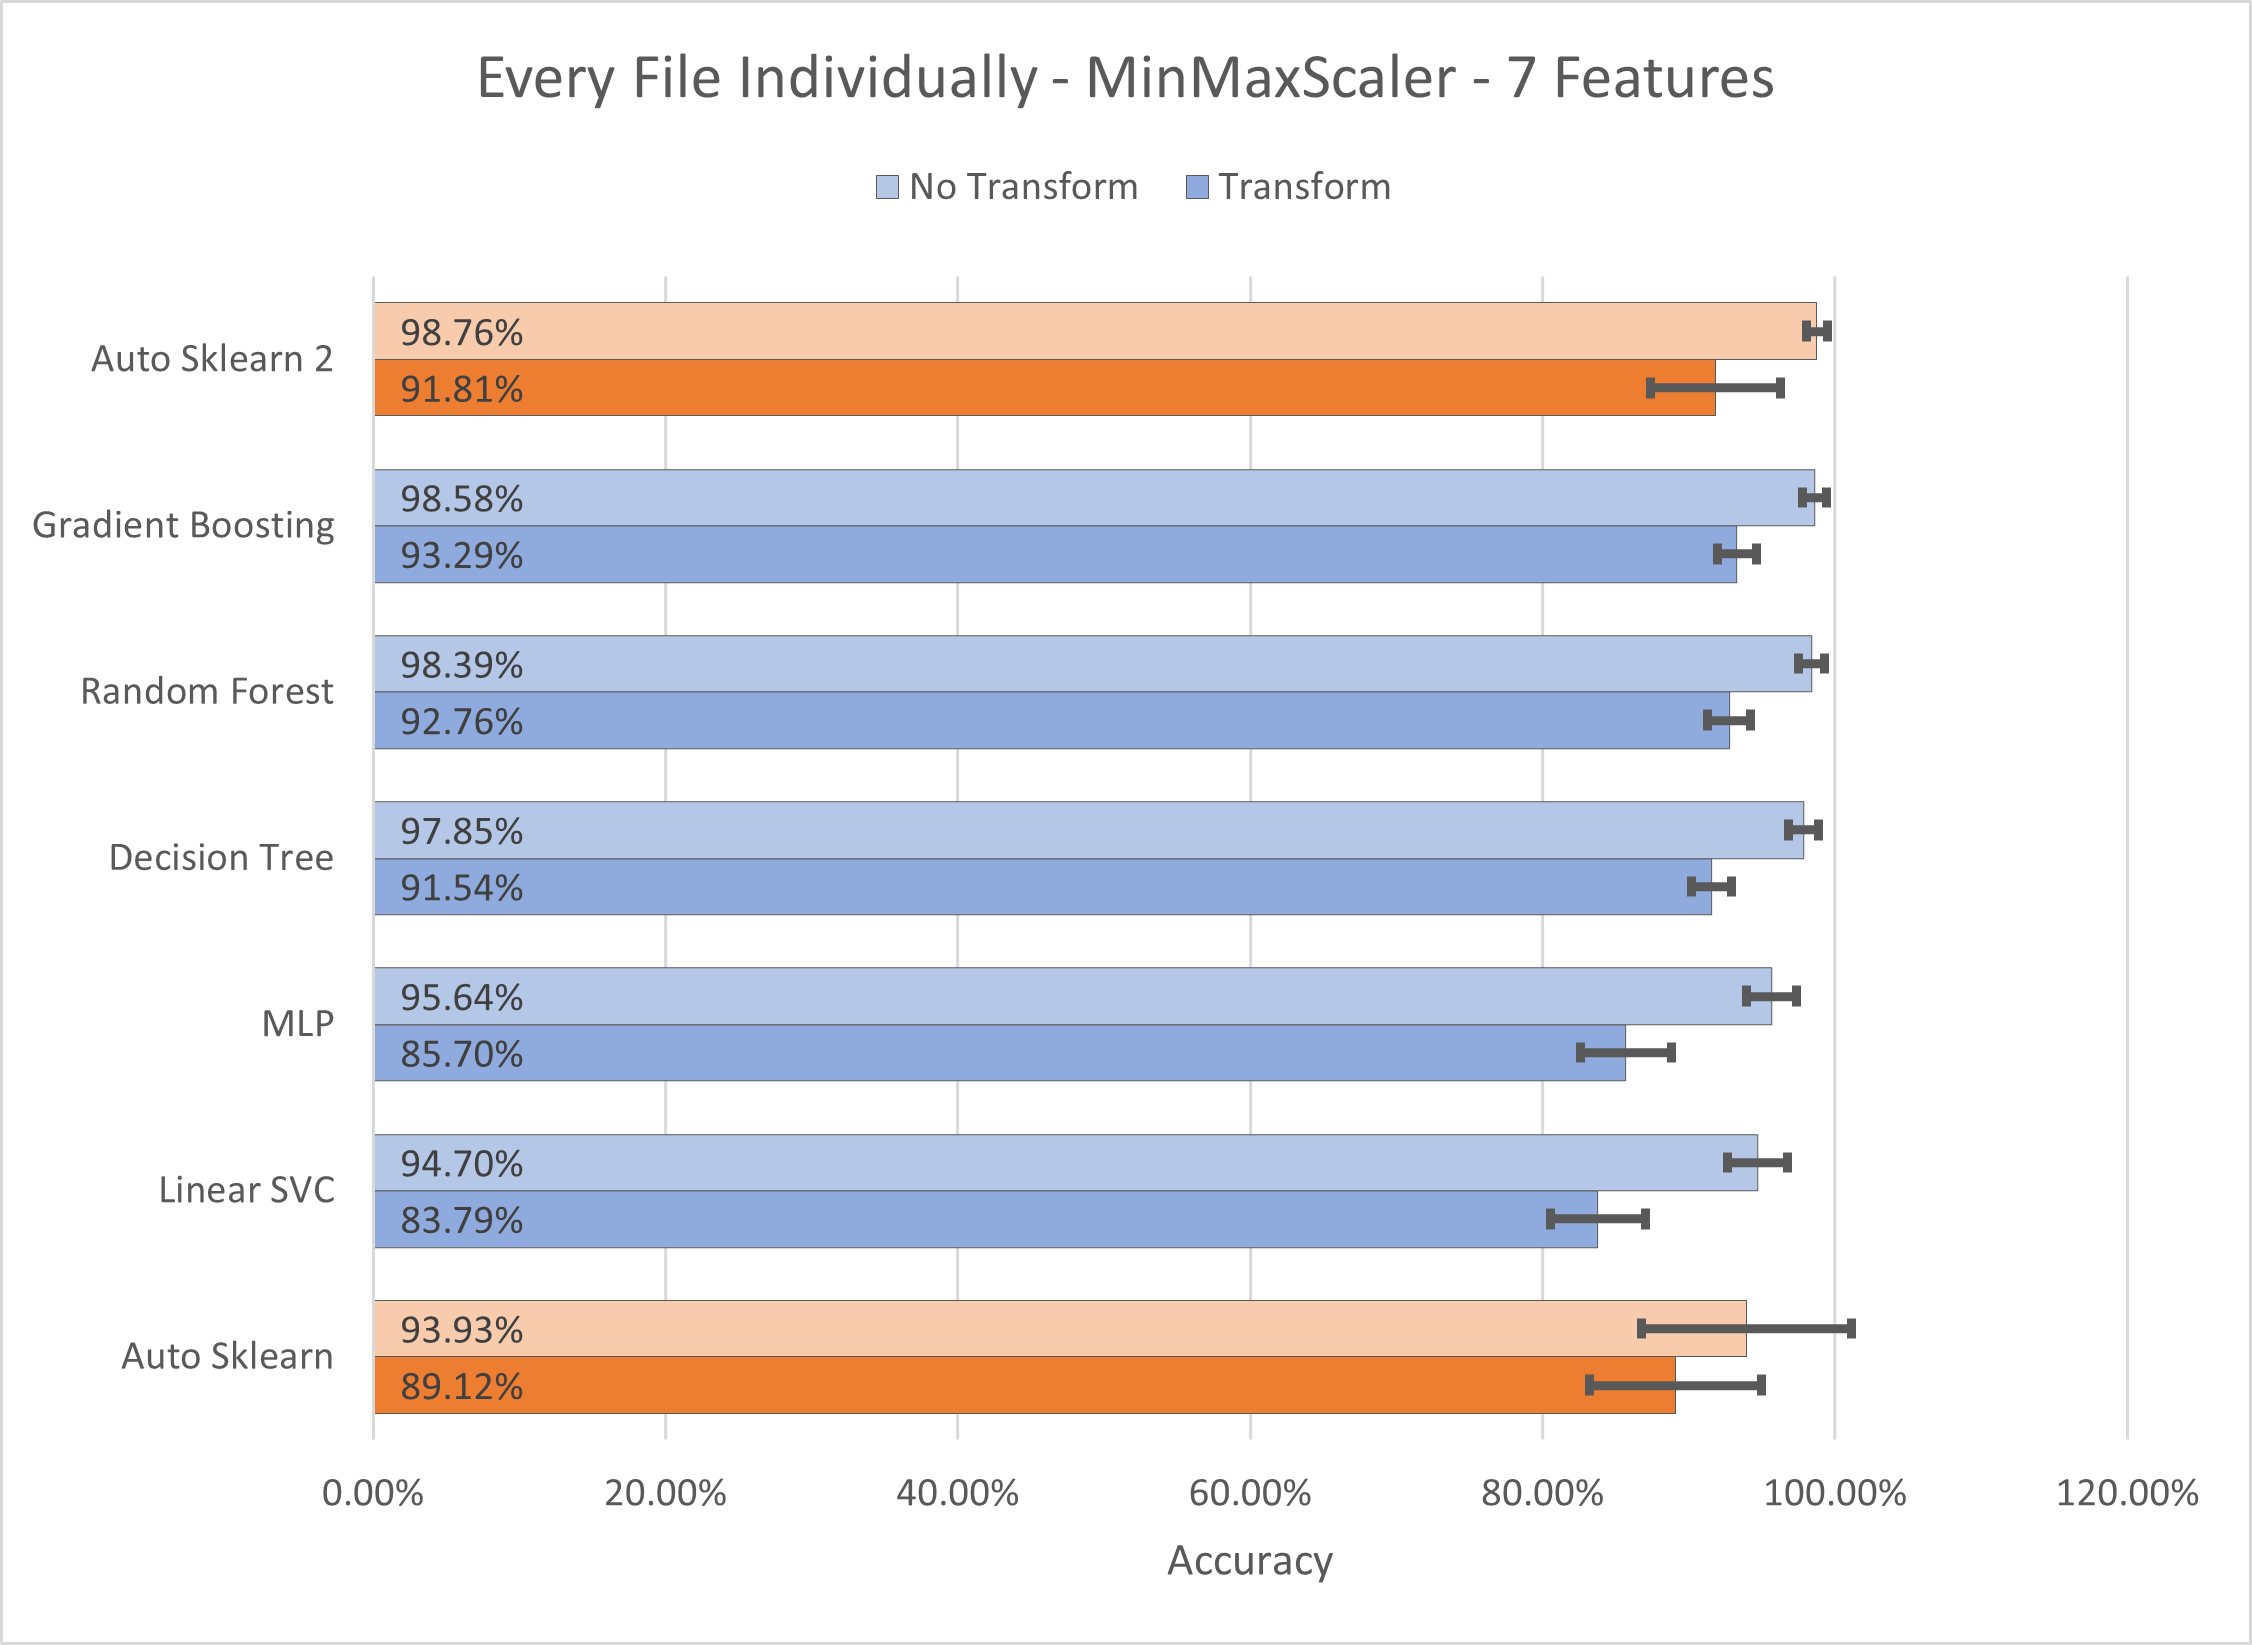 Every File Individually - MinMaxScaler - 7 Features
No Transform
Transform
Auto Sklearn 2
98.76%
91.81%
Gradient Boosting
98.58%
93.29%
Random Forest
98.39%
92.76%
Decision Tree
97.85%
91.54%
MLP
95.64%
85.70%
Linear SVC
94.70%
83.79%
Auto Sklearn
93.93%
89.12%
0.00% 20.00% 40.00% 60.00% 80.00% 100.00% 120.00%
Accuracy